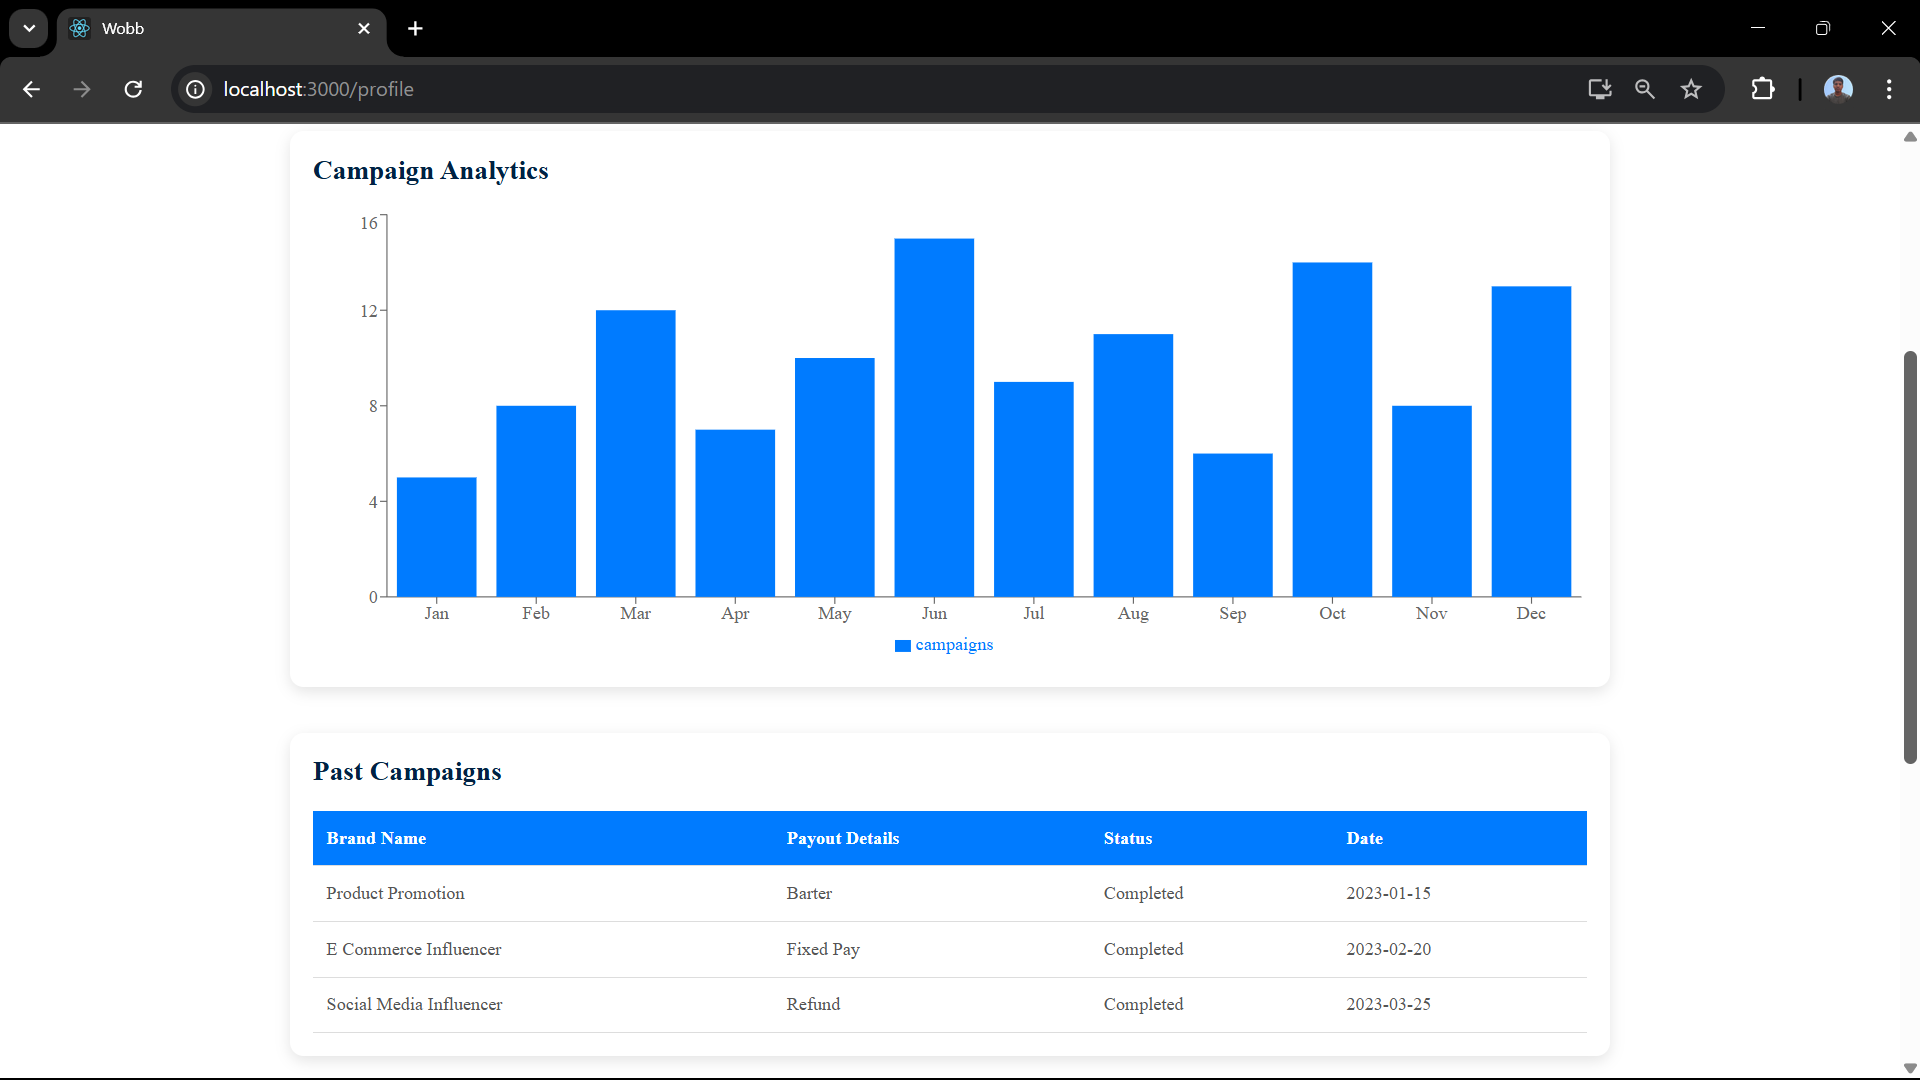 Wobb
localhost:3000/profile
Campaign Analytics
16
12
8
4
0
Jan Feb Mar Apr May Jun Jul Aug Sep Oct Nov Dec
campaigns
Past Campaigns
Brand Name Payout Details Status Date
Product Promotion Barter Completed 2023-01-15
E Commerce Influencer Fixed Pay Completed 2023-02-20
Social Media Influencer Refund Completed 2023-03-25